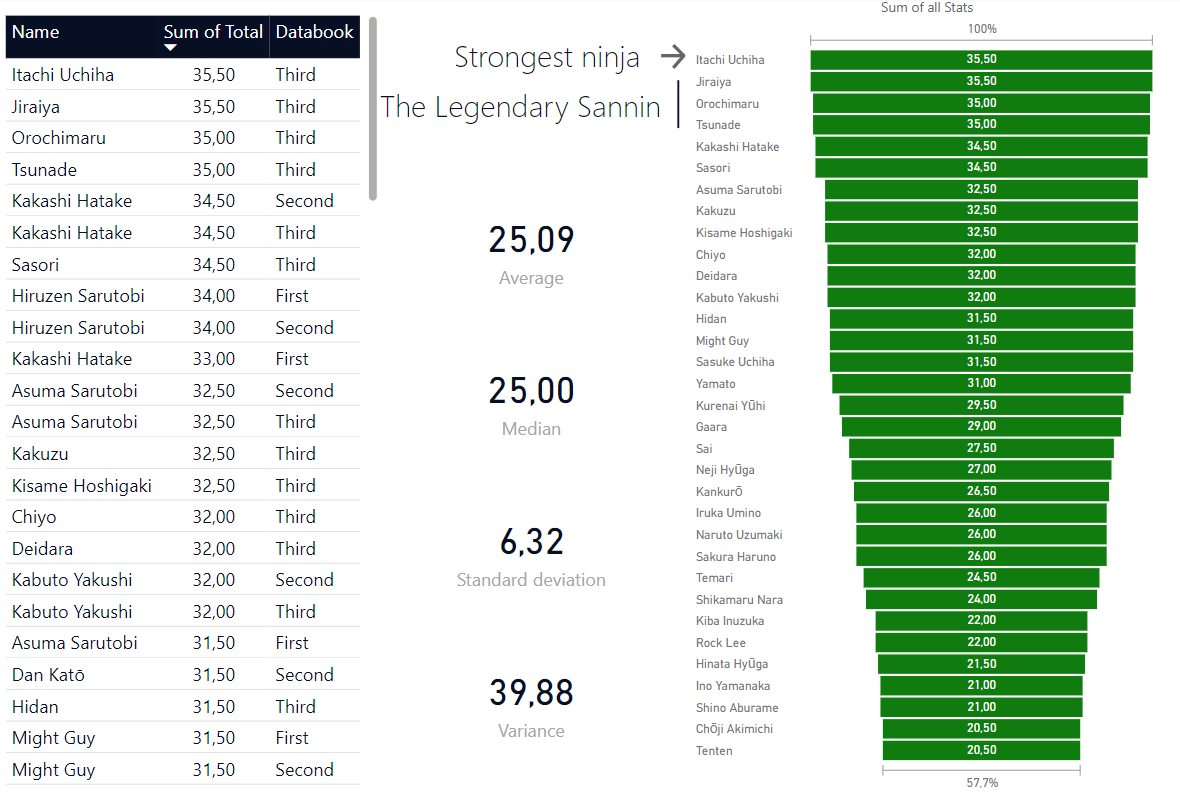 Name Sum of Total Databook
Itachi Uchiha 35,50 Third
Jiraiya 35,50 Third
Orochimaru 35,00 Third
Tsunade 35,00 Third
Kakashi Hatake 34,50 Second
Kakashi Hatake 34,50 Third
Sasori 34,50 Third
Hiruzen Sarutobi 34,00 First
Hiruzen Sarutobi 34,00 Second
Kakashi Hatake 33,00 First
Asuma Sarutobi 32,50 Second
Asuma Sarutobi 32,50 Third
Kakuzu 32,50 Third
Kisame Hoshigaki 32,50 Third
Chiyo 32,00 Third
Deidara 32,00 Third
Kabuto Yakushi 32,00 Second
Kabuto Yakushi 32,00 Third
Asuma Sarutobi 31,50 First
Dan Katō 31,50 Second
Hidan 31,50 Third
Might Guy 31,50 First
Might Guy 31,50 Second
Strongest ninja
The Legendary Sannin
25,09
Average
25,00
Median
6,32
Standard deviation
39,88
Variance
Sum of all Stats
100%
Itachi Uchiha 35,50
Jiraiya 35,50
Orochimaru 35,00
Tsunade 35,00
Kakashi Hatake 34,50
Sasori 34,50
Asuma Sarutobi 32,50
Kakuzu 32,50
Kisame Hoshigaki 32,50
Chiyo 32,00
Deidara 32,00
Kabuto Yakushi 32,00
Hidan 31,50
Might Guy 31,50
Sasuke Uchiha 31,50
Yamato 31,00
Kurenai Yūhi 29,50
Gaara 29,00
Sai 27,50
Neji Hyūga 27,00
Kankurō 26,50
Iruka Umino 26,00
Naruto Uzumaki 26,00
Sakura Haruno 26,00
Temari 24,50
Shikamaru Nara 24,00
Kiba Inuzuka 22,00
Rock Lee 22,00
Hinata Hyūga 21,50
Ino Yamanaka 21,00
Shino Aburame 21,00
Chōji Akimichi 20,50
Tenten 20,50
57,7%